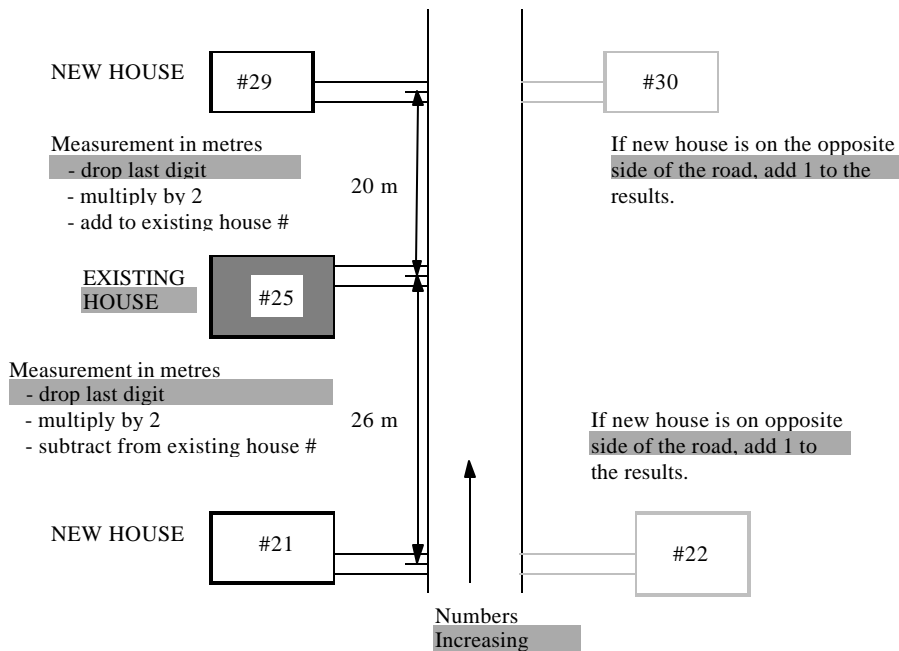 NEW HOUSE
#29
#30
Measurement in metres
- drop last digit
- multiply by 2
- add to existing house #
20 m
If new house is on the opposite
side of the road, add 1 to the
results.
EXISTING
HOUSE
#25
Measurement in metres
- drop last digit
- multiply by 2
- subtract from existing house #
26 m
If new house is on opposite
side of the road, add 1 to
the results.
NEW HOUSE
#21
#22
Numbers
Increasing